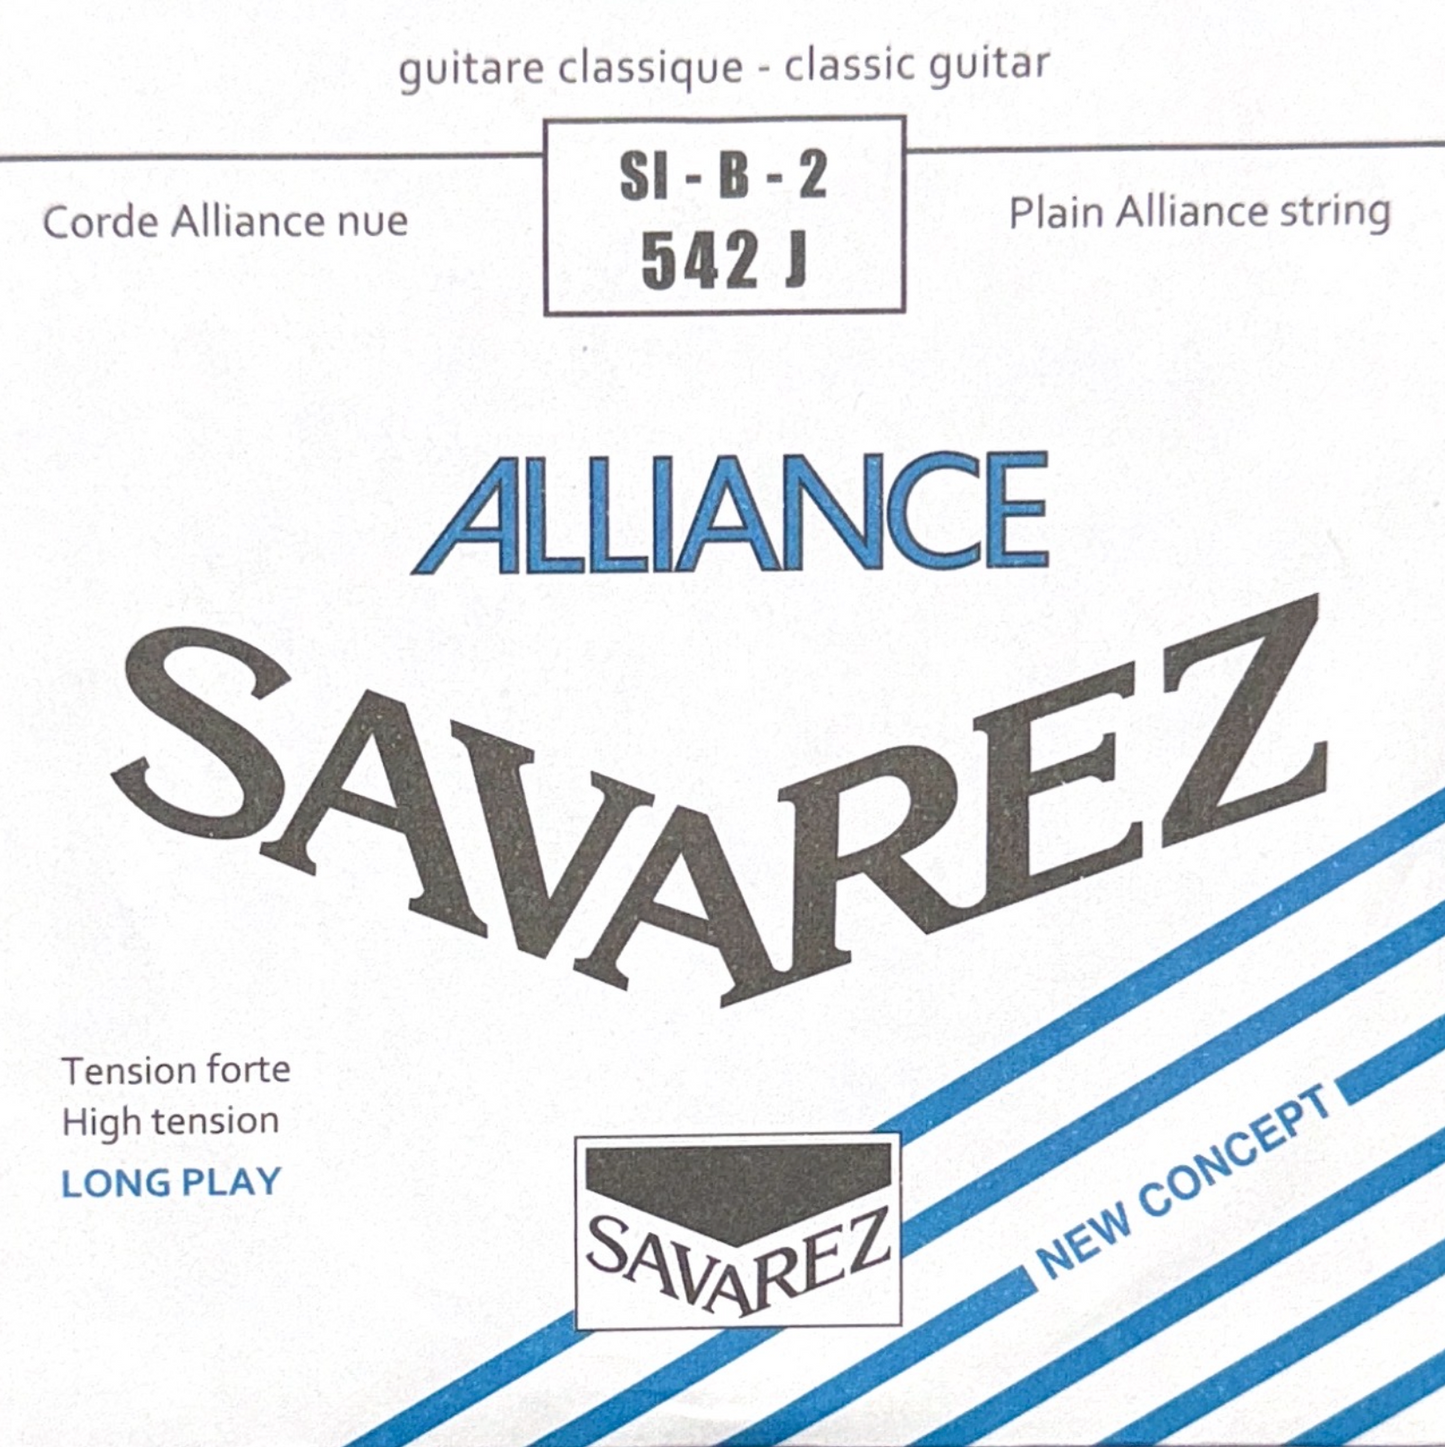 guitare classique - classic guitar
SI - B - 2
542 J
Corde Alliance nue
Plain Alliance string
ALLIANCE
SAVAREZ
Tension forte
High tension
LONG PLAY
SAVAREZ
NEW CONCEPT